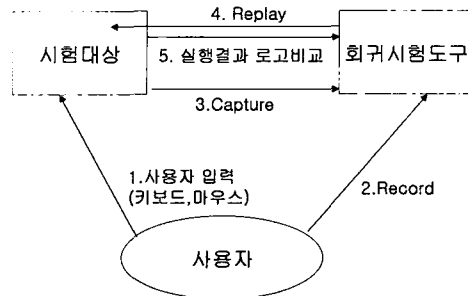 4. Replay
시험대상
회귀시험도구
5. 실행결과 로고비교
3.Capture
1.사용자 입력
(키보드,마우스)
2.Record
사용자